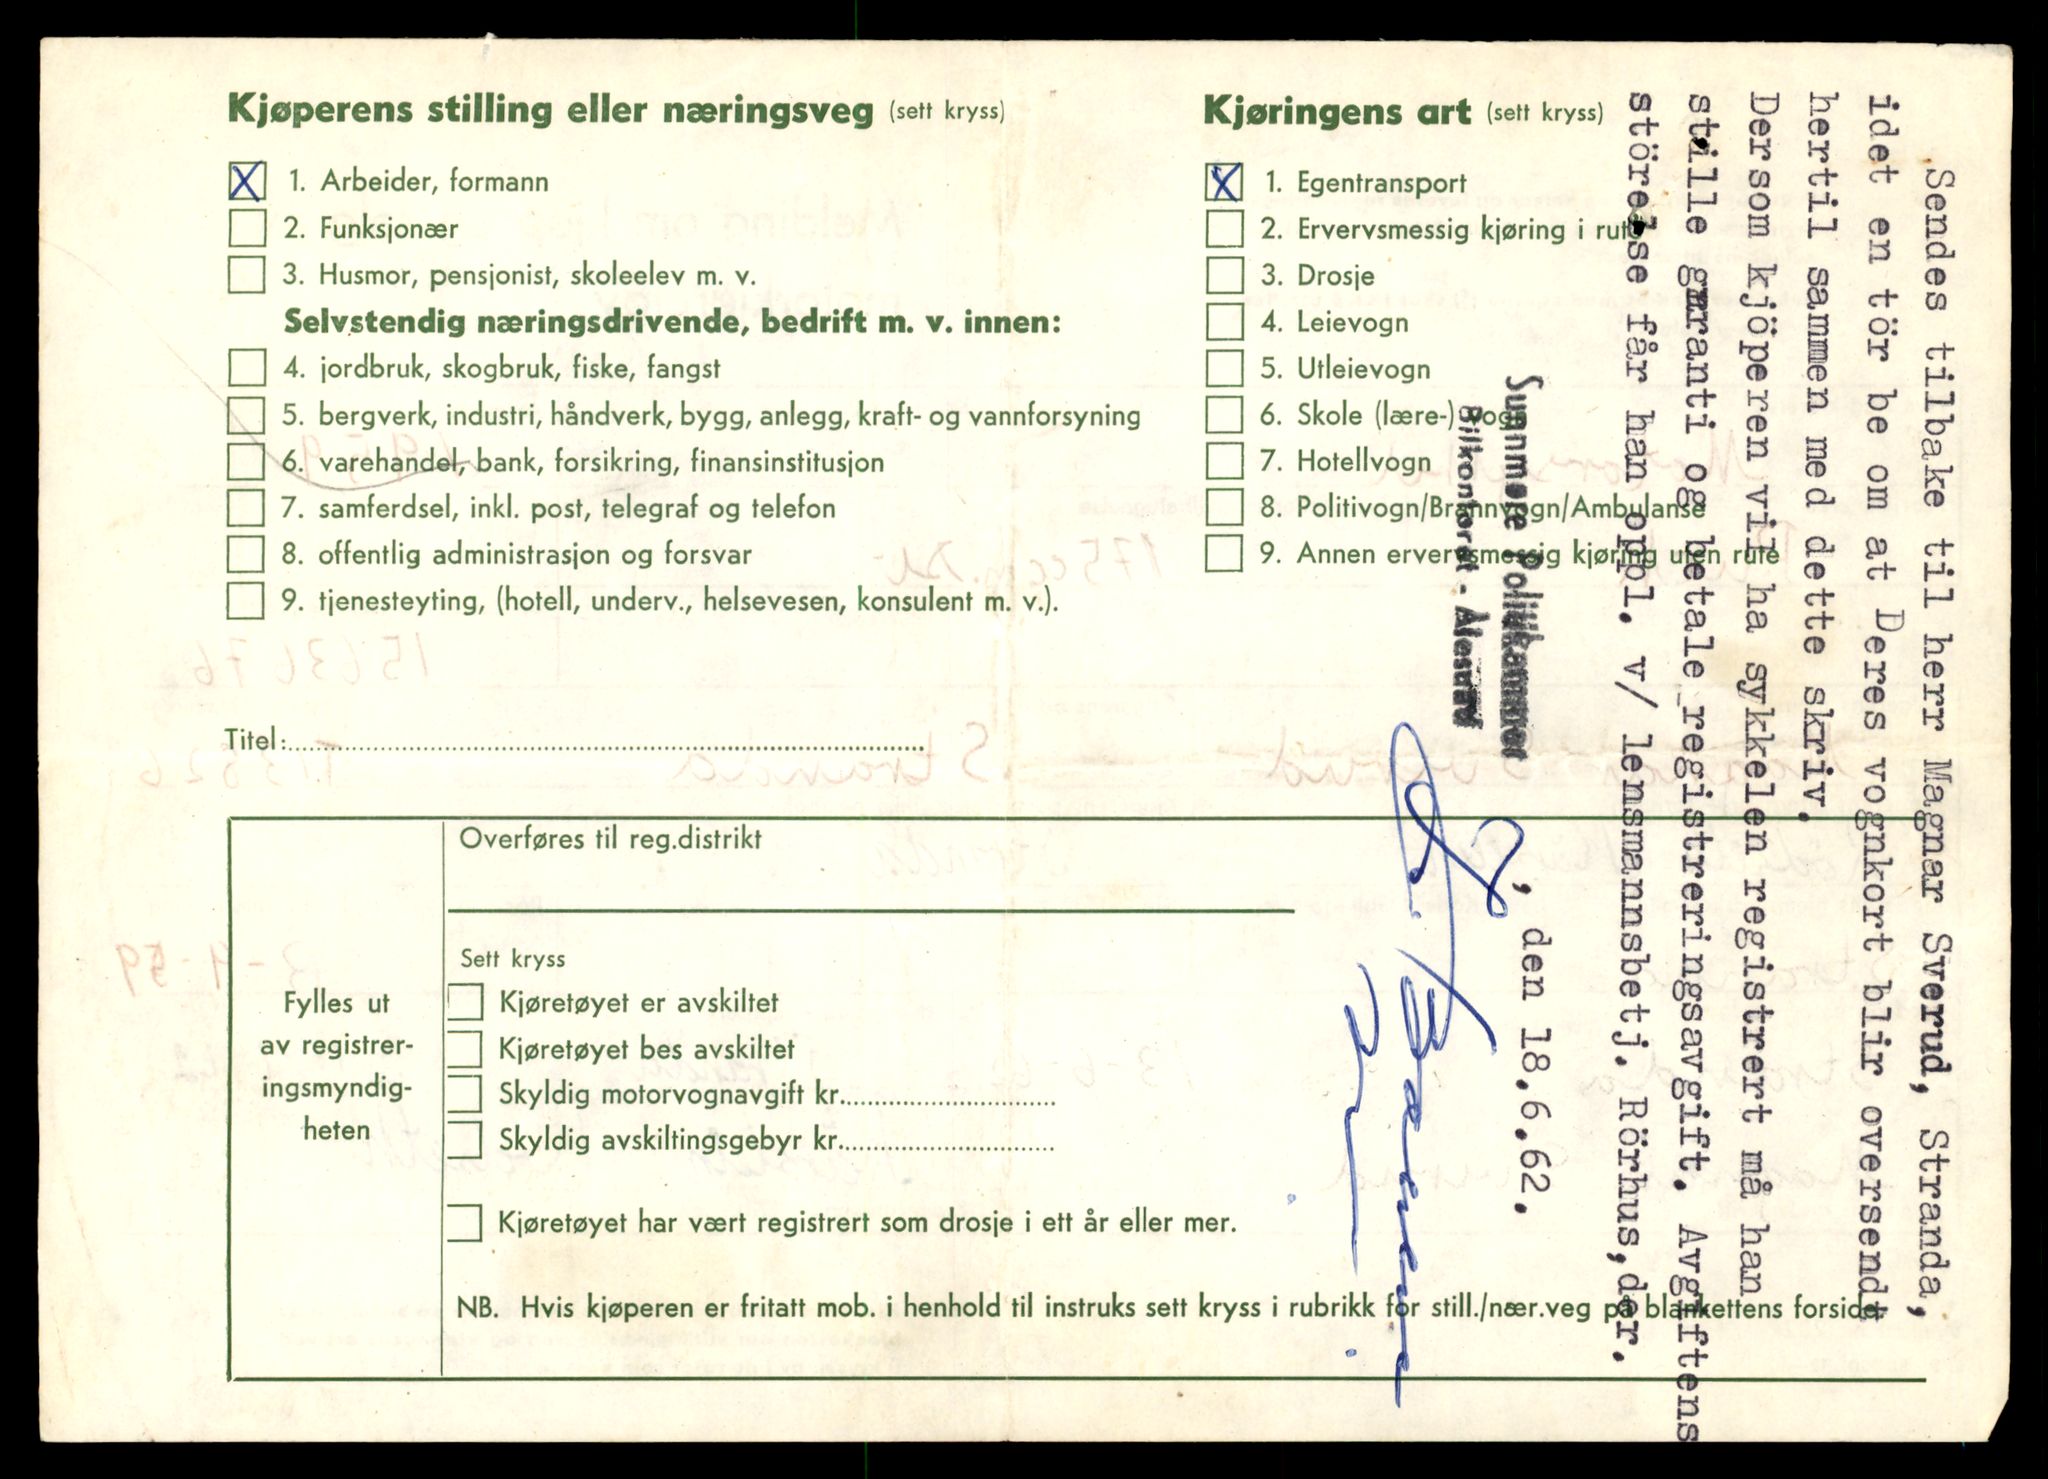 Kjøperens stilling eller næringsveg (sett kryss)
X 1. Arbeider, formann
2. Funksjonær
3. Husmor, pensjonist, skoleelev m. v.
Selvstendig næringsdrivende, bedrift m. v. innen:
4. jordbruk, skogbruk, fiske, fangst
5. bergverk, industri, håndverk, bygg, anlegg, kraft- og vannforsyning
6. varehandel, bank, forsikring, finansinstitusjon
7. samferdsel, inkl. post, telegraf og telefon
8. offentlig administrasjon og forsvar
9. tjenesteyting, (hotell, underv., helsevesen, konsulent m. v.).
Titel:
Kjøringens art (sett kryss)
X 1. Egentransport
2. Ervervsmessig kjøring i rute
3. Drosje
4. Leievogn
5. Utleievogn
6. Skole (lære-) vogn
7. Hotellvogn
8. Politivogn/Brannvogn/Ambulanse
9. Annen ervervsmessig kjøring uten rute
Fylles ut
av registrer-
ingsmyndig-
heten
Overføres til reg.distrikt
Sett kryss
Kjøretøyet er avskiltet
Kjøretøyet bes avskiltet
Skyldig motorvognavgift kr.
Skyldig avskiltingsgebyr kr.
Kjøretøyet har vært registrert som drosje i ett år eller mer.
NB. Hvis kjøperen er fritatt mob. i henhold til instruks sett kryss i rubrikk for still./nær.veg på blankettens forside
Sendes tilbake til herr Magnar Sverud, Stranda,
idet en tör be om at Deres vognkort blir oversendt
hertil sammen med dette skriv.
Dersom kjöperen vil ha sykkelen registrert må han
stille garanti og betale registreringsavgift. Avgiftens
störelse får han oppl. v/ lensmannsbetj. Rörhus,der.
, den 18.6.62.
Sunnmøre Politikammer
Bilkontoret - Ålesund